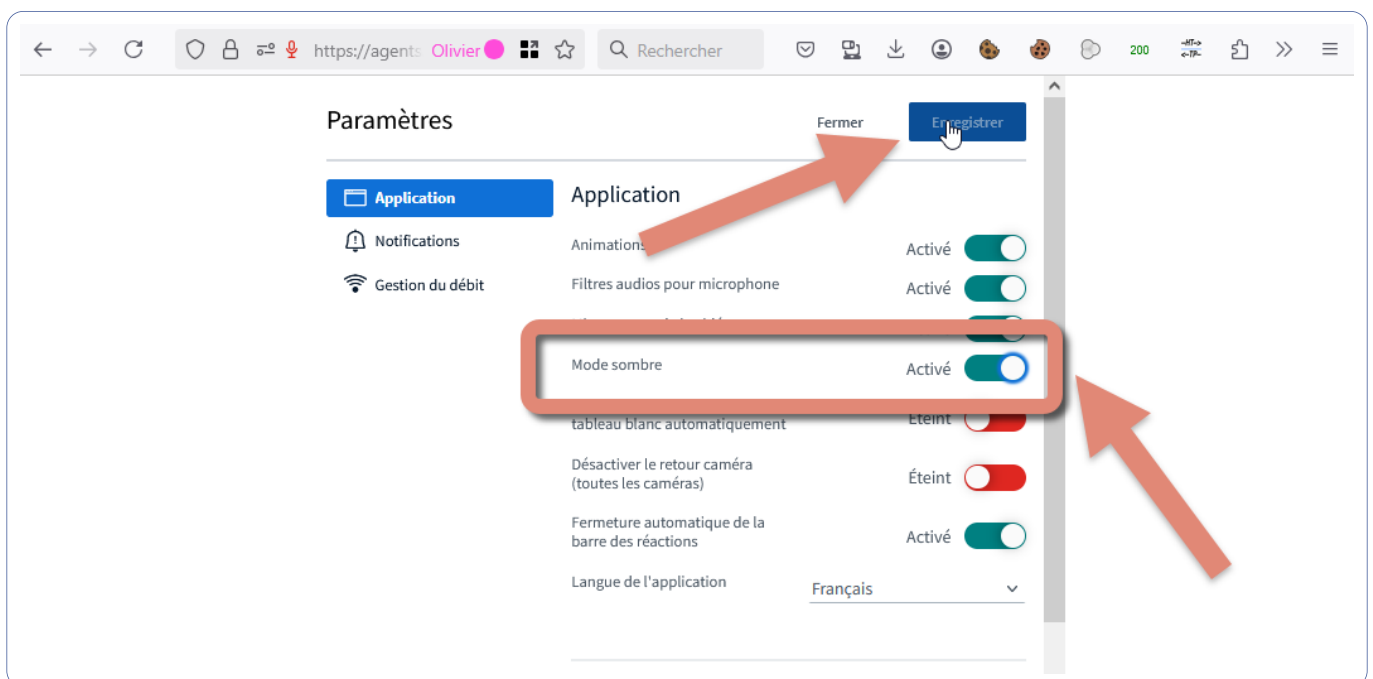 https://agents Olivier
Rechercher
200
Paramètres
Fermer
Enregistrer
Application
Notifications
Gestion du débit
Application
Animations
Activé
Filtres audios pour microphone
Activé
Mode sombre
Activé
tableau blanc automatiquement
Éteint
Désactiver le retour caméra
(toutes les caméras)
Éteint
Fermeture automatique de la
barre des réactions
Activé
Langue de l'application
Français